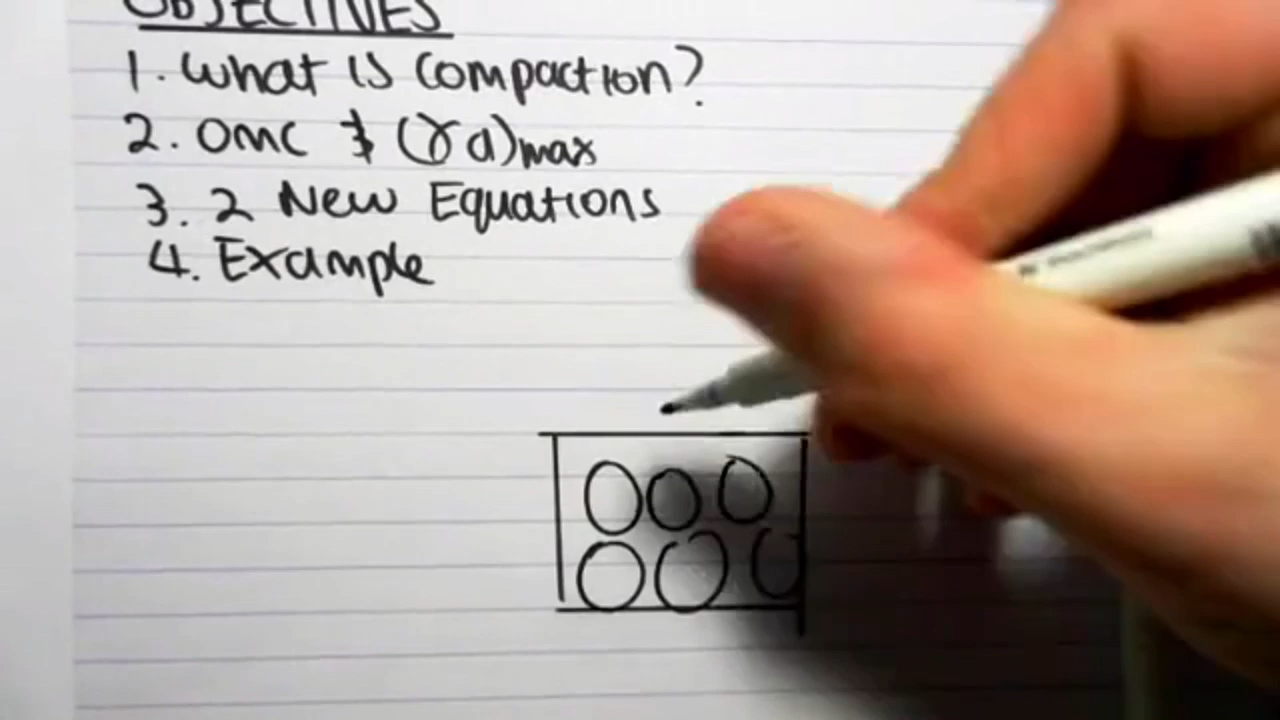 OBJECTIVES
1. What is compaction?
2. OMC & (γd)max
3. 2 New Equations
4. Example